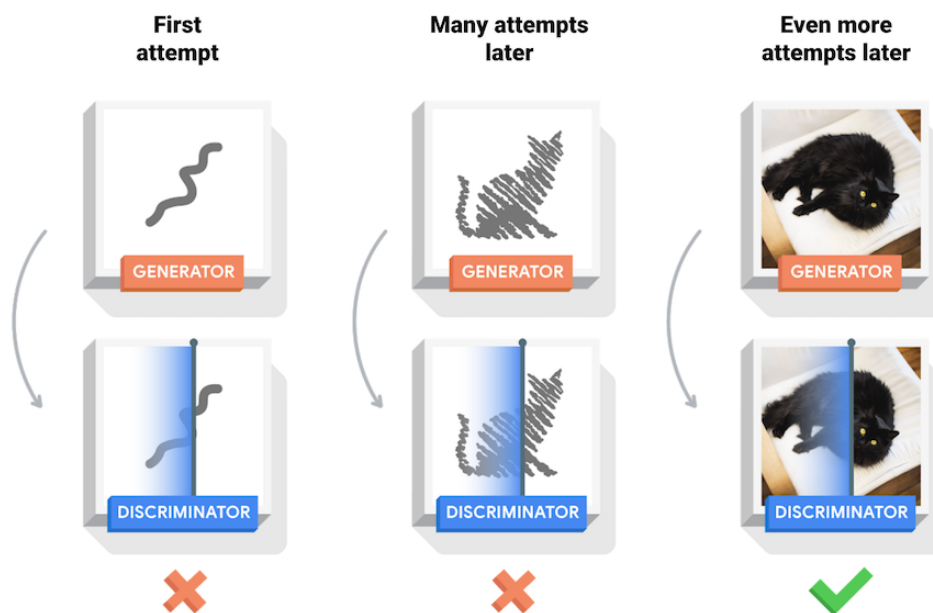 First
attempt
Many attempts
later
Even more
attempts later
GENERATOR
GENERATOR
GENERATOR
DISCRIMINATOR
DISCRIMINATOR
DISCRIMINATOR